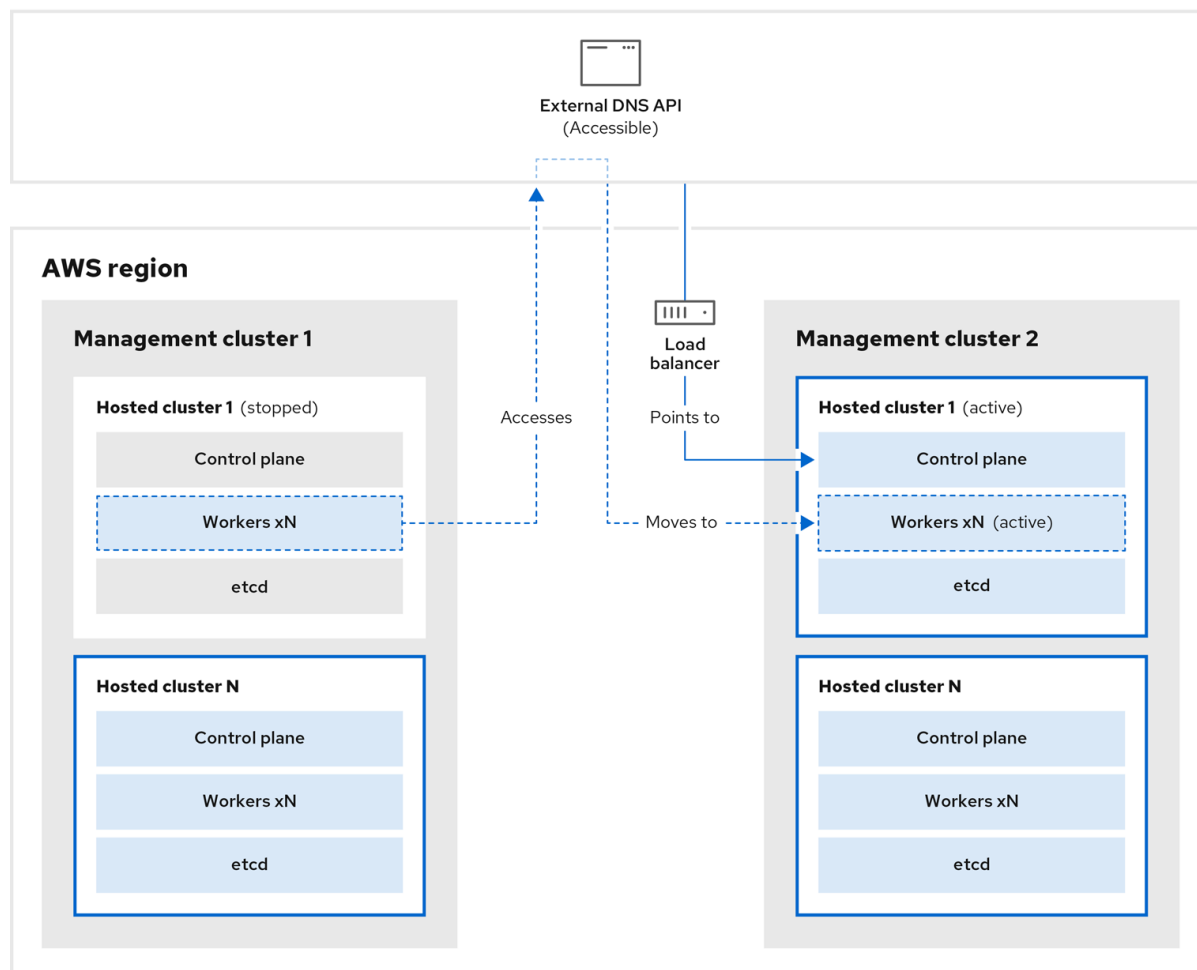 External DNS API
(Accessible)
AWS region
Management cluster 1
Hosted cluster 1 (stopped)
Control plane
Workers xN
etcd
Hosted cluster N
Control plane
Workers xN
etcd
Accesses
Load
balancer
Points to
Moves to
Management cluster 2
Hosted cluster 1 (active)
Control plane
Workers xN (active)
etcd
Hosted cluster N
Control plane
Workers xN
etcd